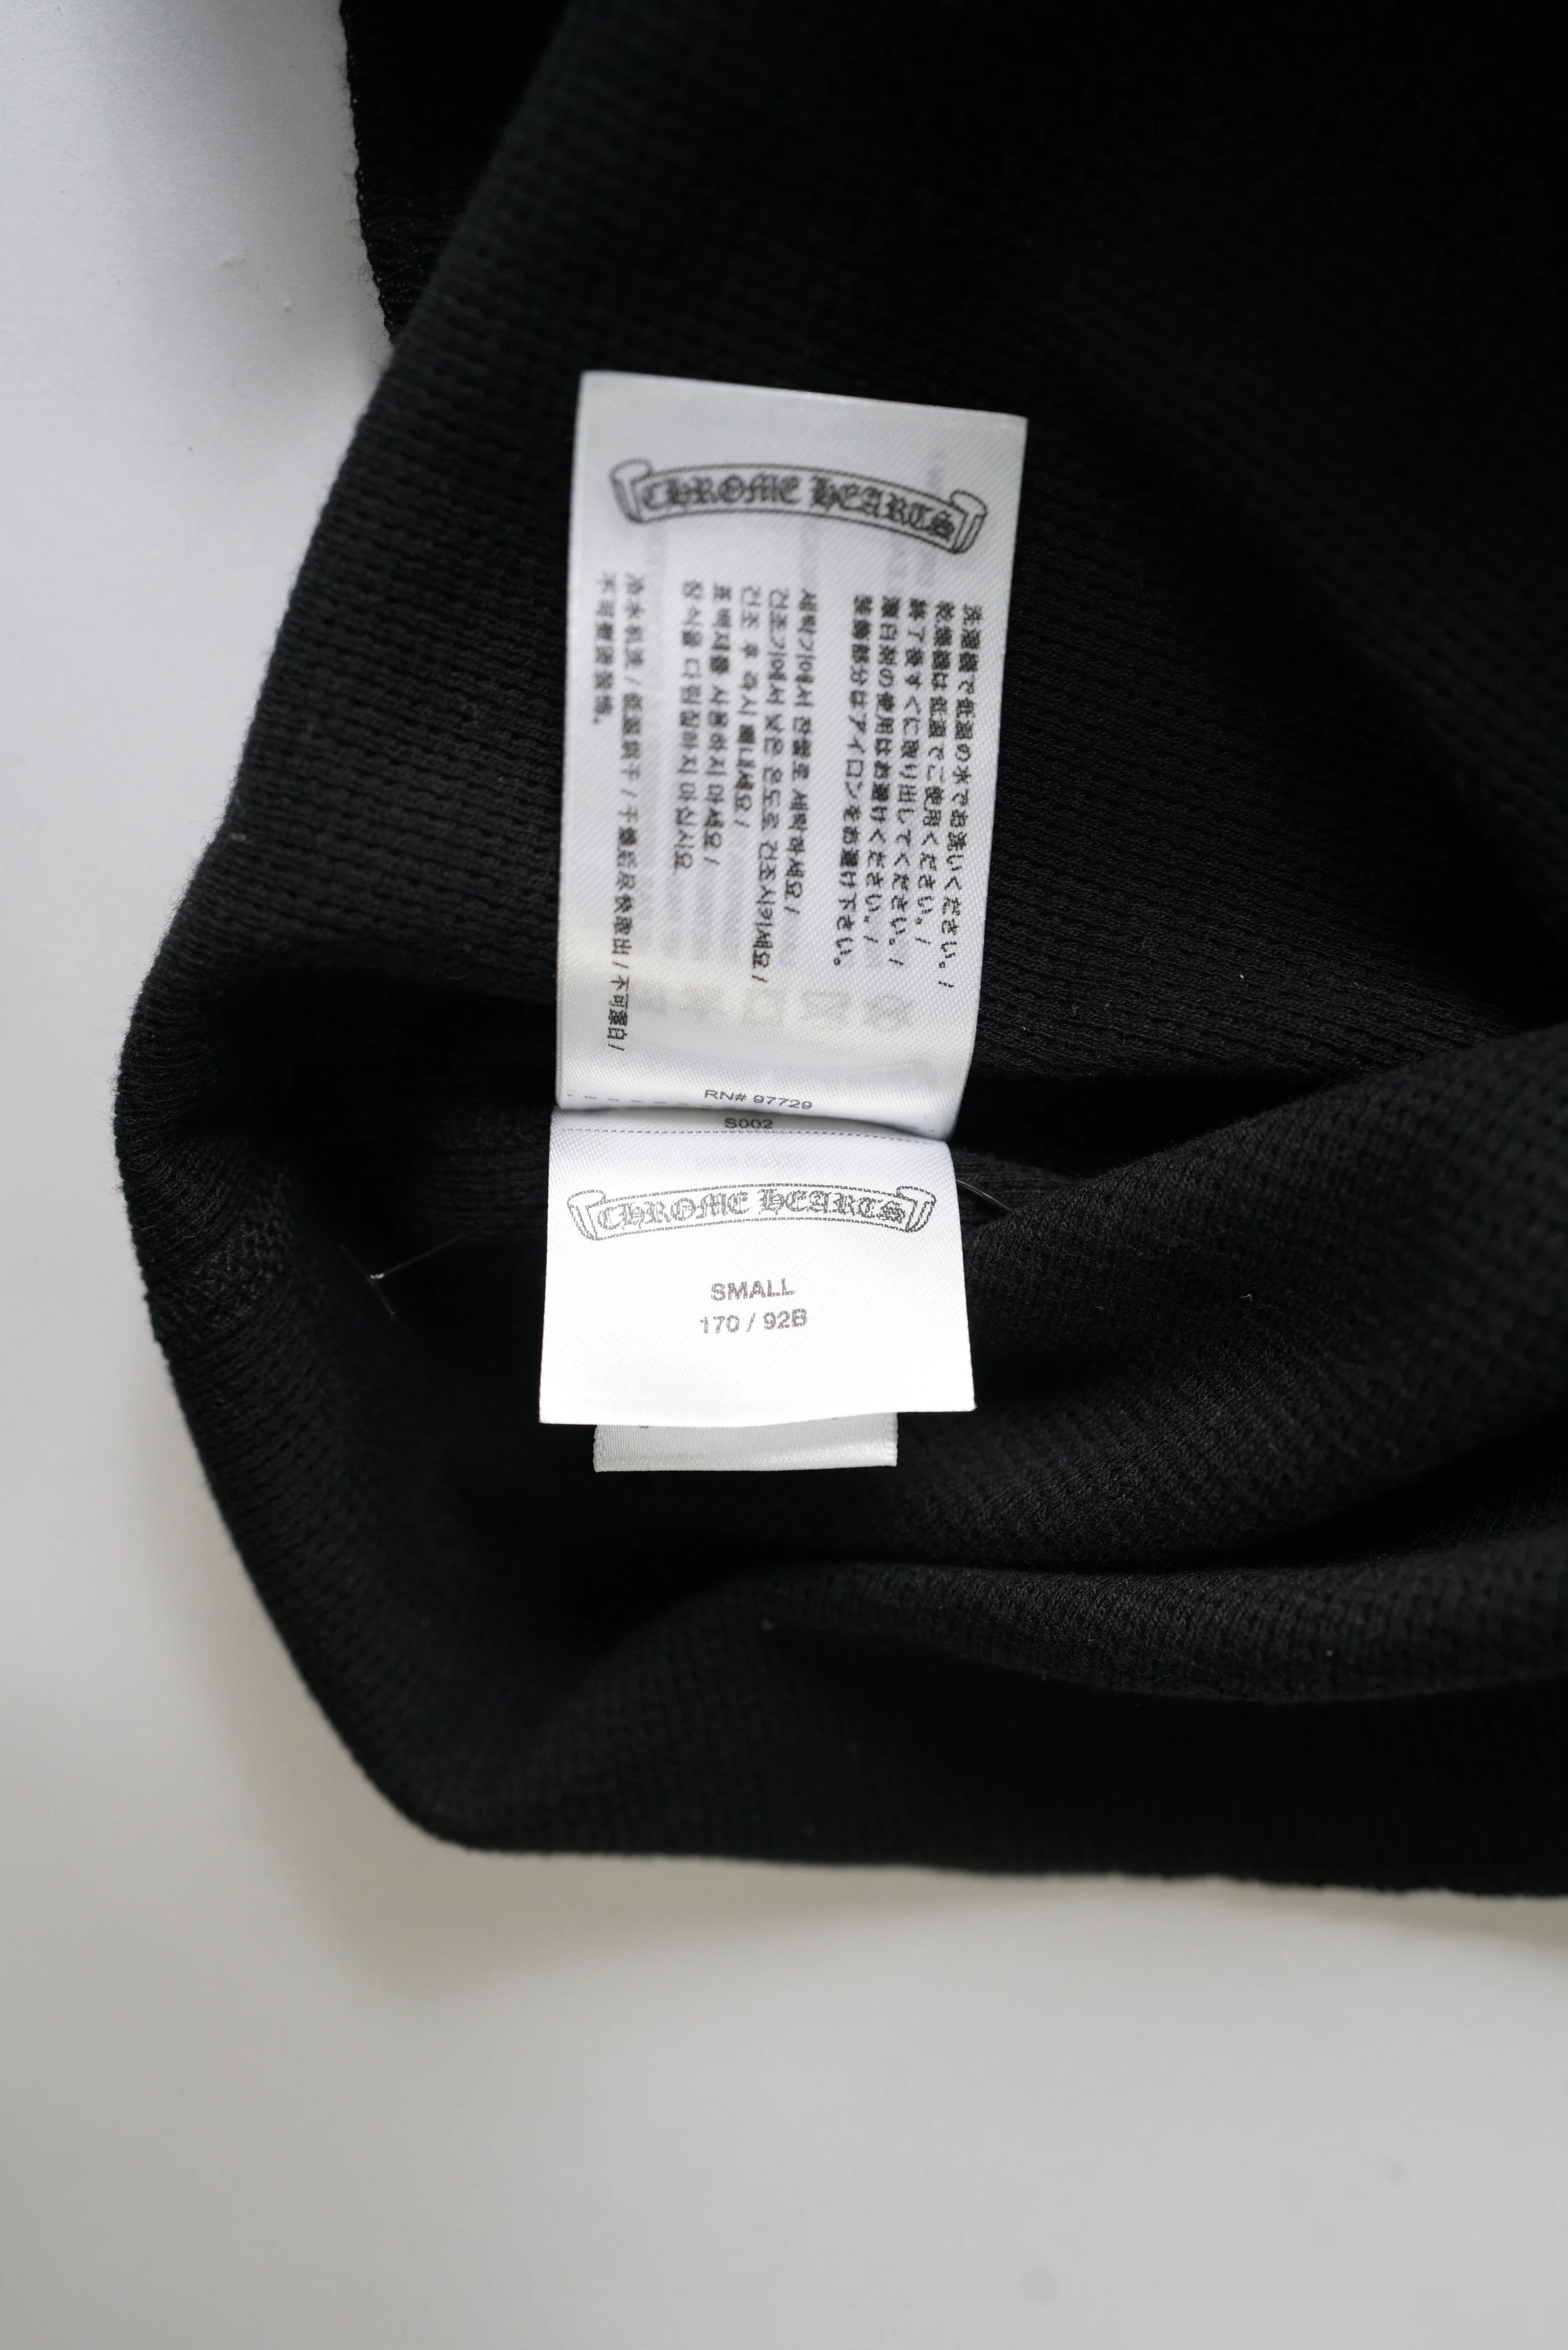 CHROME HEARTS
洗濯機で低温の水でお洗いください。/
乾燥機は低温でご使用ください。/
終了後すぐに取り出してください。/
漂白剤の使用はお避けください。/
装飾部分はアイロンをお避け下さい。
세탁기에서 찬물로 세탁하세요/
건조기에서 낮은 온도로 건조시키세요/
건조 후 즉시 빼내세요/
표백제를 사용하지 마세요/
장식을 다림질하지 마십시오
冷水机洗/低温烘干/干燥后尽快取出/不可漂白/
不可熨烫装饰。
RN# 97729
S002
CHROME HEARTS
SMALL
170 / 92B